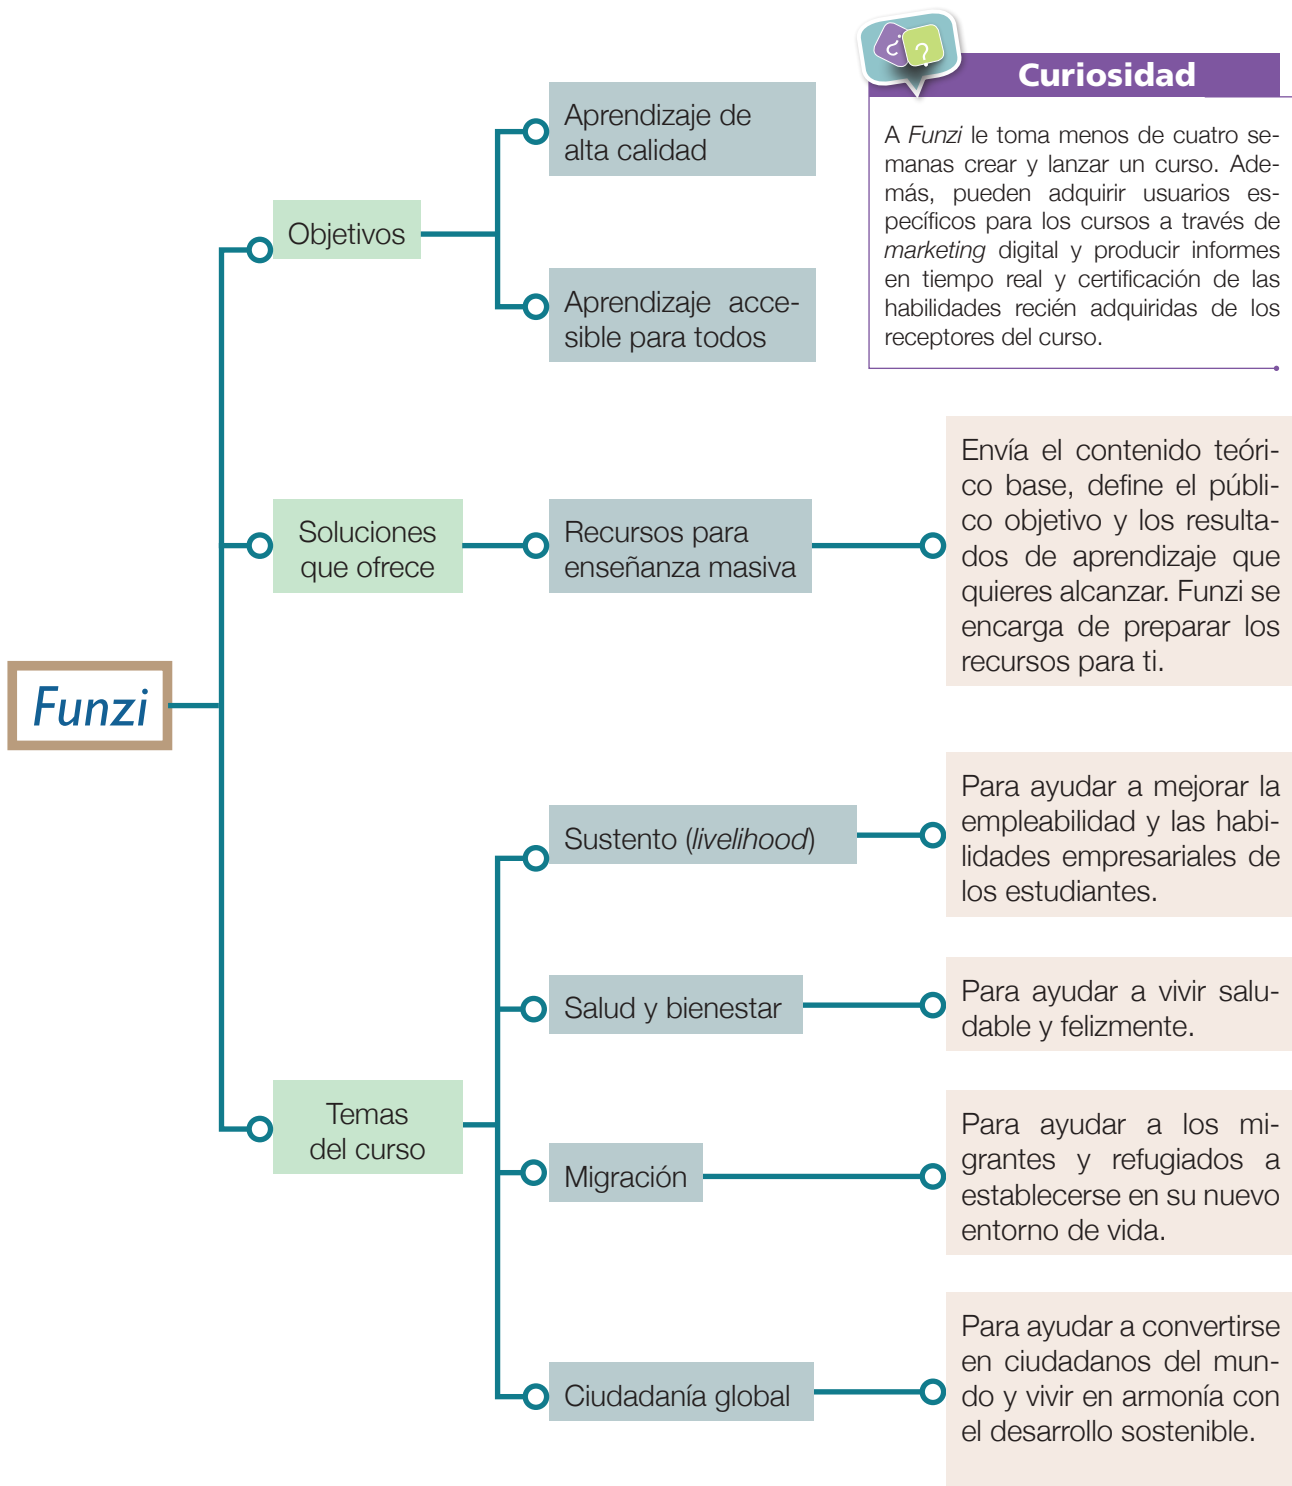 ¿?
Curiosidad
A Funzi le toma menos de cuatro se-
manas crear y lanzar un curso. Ade-
más, pueden adquirir usuarios es-
pecíficos para los cursos a través de
marketing digital y producir informes
en tiempo real y certificación de las
habilidades recién adquiridas de los
receptores del curso.
Funzi
Objetivos
Aprendizaje de
alta calidad
Aprendizaje acce-
sible para todos
Soluciones
que ofrece
Recursos para
enseñanza masiva
Envía el contenido teóri-
co base, define el públi-
co objetivo y los resulta-
dos de aprendizaje que
quieres alcanzar. Funzi se
encarga de preparar los
recursos para ti.
Temas
del curso
Sustento (livelihood)
Para ayudar a mejorar la
empleabilidad y las habi-
lidades empresariales de
los estudiantes.
Salud y bienestar
Para ayudar a vivir salu-
dable y felizmente.
Migración
Para ayudar a los mi-
grantes y refugiados a
establecerse en su nuevo
entorno de vida.
Ciudadanía global
Para ayudar a convertirse
en ciudadanos del mun-
do y vivir en armonía con
el desarrollo sostenible.